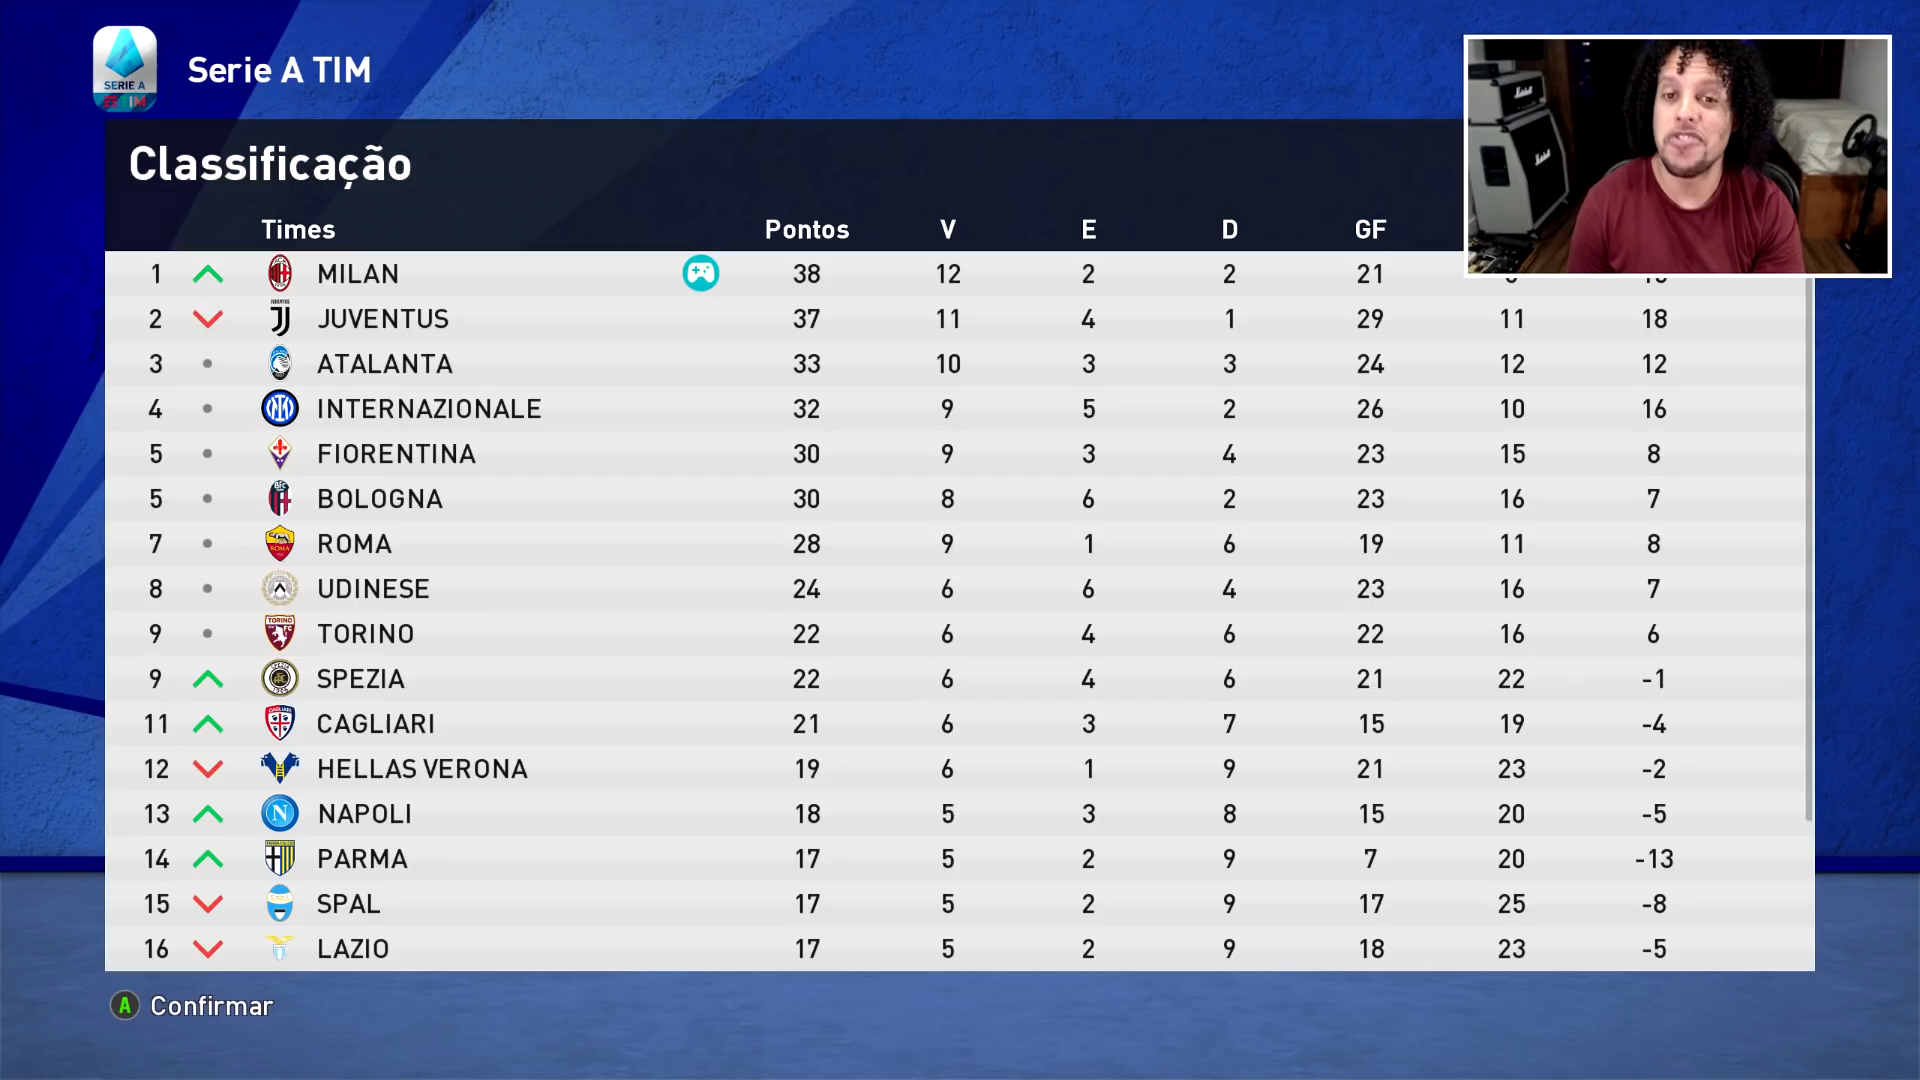 SERIE A
TIM
Serie A TIM
Classificação
Times Pontos V E D GF
1 MILAN 38 12 2 2 21
2 JUVENTUS 37 11 4 1 29 11 18
3 ATALANTA 33 10 3 3 24 12 12
4 INTERNAZIONALE 32 9 5 2 26 10 16
5 FIORENTINA 30 9 3 4 23 15 8
5 BOLOGNA 30 8 6 2 23 16 7
7 ROMA 28 9 1 6 19 11 8
8 UDINESE 24 6 6 4 23 16 7
9 TORINO 22 6 4 6 22 16 6
9 SPEZIA 22 6 4 6 21 22 -1
11 CAGLIARI 21 6 3 7 15 19 -4
12 HELLAS VERONA 19 6 1 9 21 23 -2
13 NAPOLI 18 5 3 8 15 20 -5
14 PARMA 17 5 2 9 7 20 -13
15 SPAL 17 5 2 9 17 25 -8
16 LAZIO 17 5 2 9 18 23 -5
A Confirmar
Marshall
Marshall